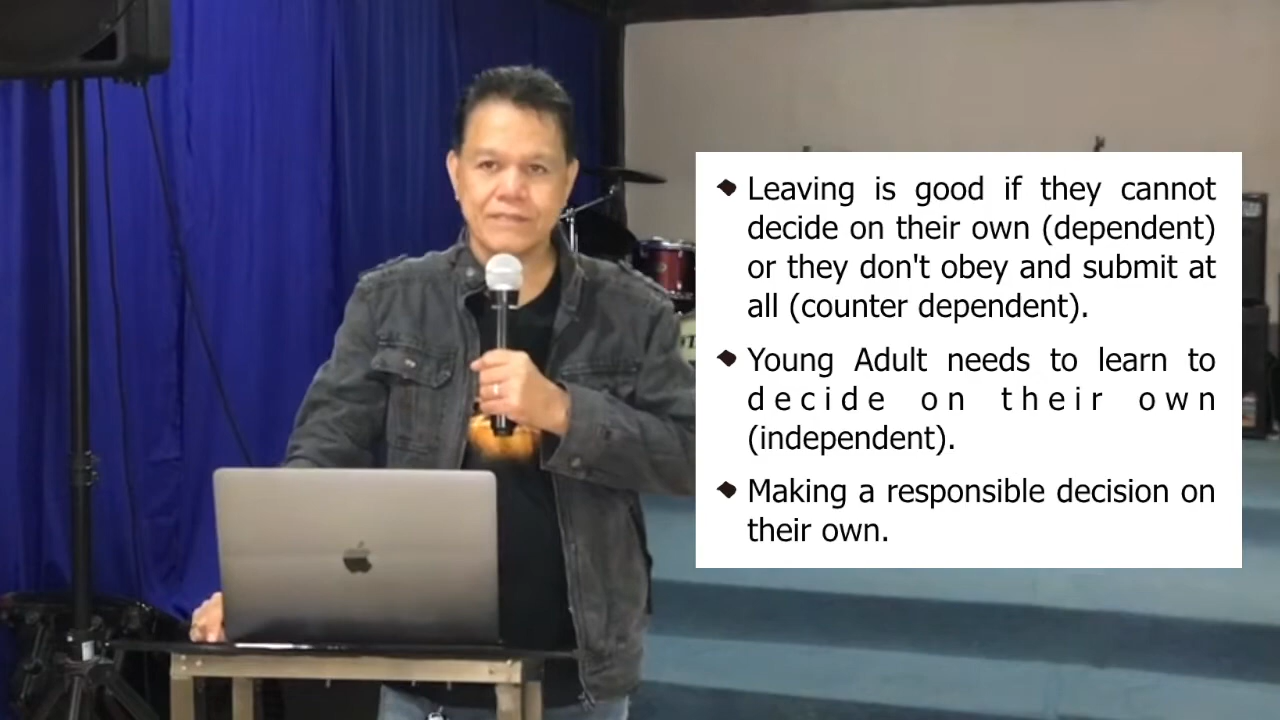 Leaving is good if they cannot
decide on their own (dependent)
or they don't obey and submit at
all (counter dependent).
Young Adult needs to learn to
decide on their own
(independent).
Making a responsible decision on
their own.